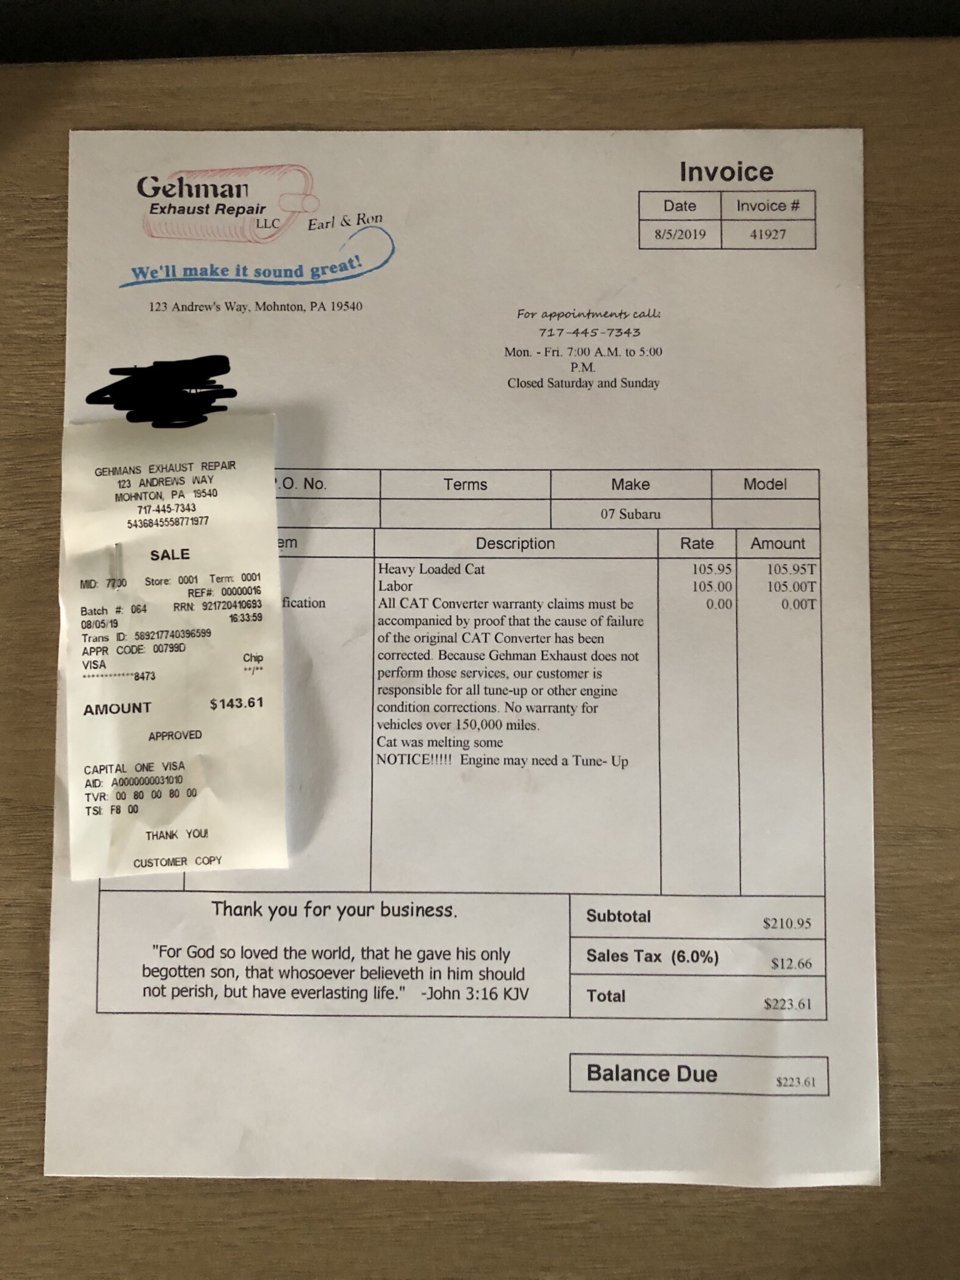 Gehman
Exhaust Repair
LLC
Earl & Ron
We'll make it sound great!
123 Andrew's Way, Mohnton, PA 19540
Invoice
Date Invoice #
8/5/2019 41927
For appointments call:
717-445-7343
Mon. - Fri. 7:00 A.M. to 5:00
P.M.
Closed Saturday and Sunday
GEHMANS EXHAUST REPAIR
123 ANDREWS WAY
MOHNTON, PA 19540
717-445-7343
5436845558771977
SALE
MID: 7700 Store: 0001 Term: 0001
REF#: 00000016
Batch #: 064 RRN: 921720410693
08/05/19 16:33:59
Trans ID: 589217740396599
APPR CODE: 00799D
VISA Chip
************8473 **/**
AMOUNT $143.61
APPROVED
CAPITAL ONE VISA
AID: A0000000031010
TVR: 00 80 00 80 00
TSI: F8 00
THANK YOU!
CUSTOMER COPY
.O. No. Terms Make Model
07 Subaru
em Description Rate Amount
Heavy Loaded Cat 105.95 105.95T
Labor 105.00 105.00T
fication All CAT Converter warranty claims must be 0.00 0.00T
accompanied by proof that the cause of failure
of the original CAT Converter has been
corrected. Because Gehman Exhaust does not
perform those services, our customer is
responsible for all tune-up or other engine
condition corrections. No warranty for
vehicles over 150,000 miles.
Cat was melting some
NOTICE!!!!! Engine may need a Tune- Up
Thank you for your business.
"For God so loved the world, that he gave his only
begotten son, that whosoever believeth in him should
not perish, but have everlasting life." -John 3:16 KJV
Subtotal $210.95
Sales Tax (6.0%) $12.66
Total $223.61
Balance Due $223.61